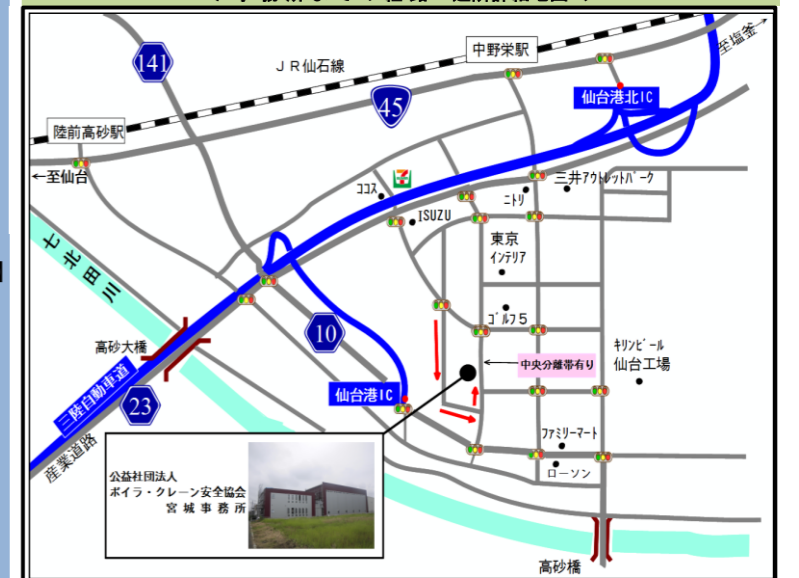 141
JR仙石線
中野栄駅
至塩釜
45
仙台港北IC
陸前高砂駅
←至仙台
ココス
ISUZU
ニトリ
三井アウトレットパーク
七北田川
東京
インテリア
ゴルフ5
高砂大橋
10
中央分離帯有り
キリンビール
仙台工場
三陸自動車道
23
仙台港IC
産業道路
ファミリーマート
ローソン
公益社団法人
ボイラ・クレーン安全協会
宮城事務所
高砂橋